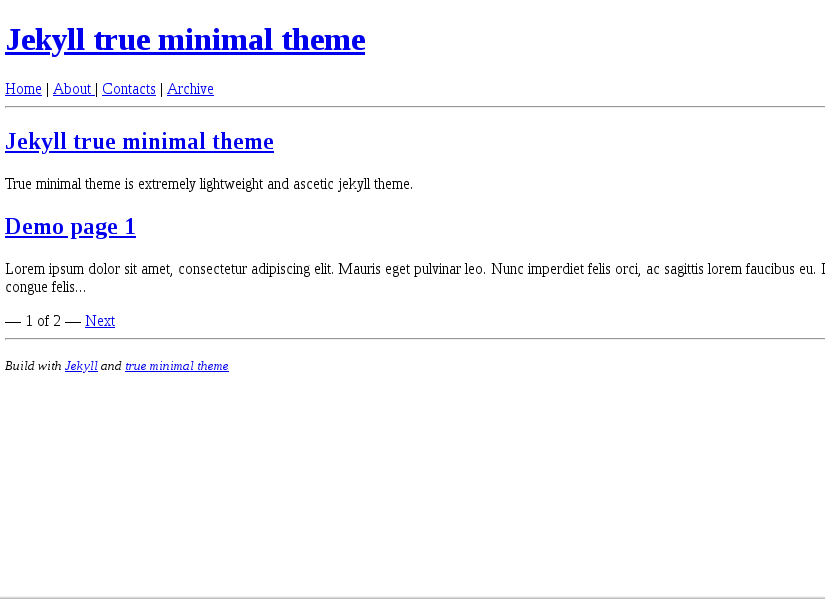 Jekyll true minimal theme
Home | About | Contacts | Archive
Jekyll true minimal theme
True minimal theme is extremely lightweight and ascetic jekyll theme.
Demo page 1
Lorem ipsum dolor sit amet, consectetur adipiscing elit. Mauris eget pulvinar leo. Nunc imperdiet felis orci, ac sagittis lorem faucibus eu.
congue felis...
— 1 of 2 — Next
Build with Jekyll and true minimal theme